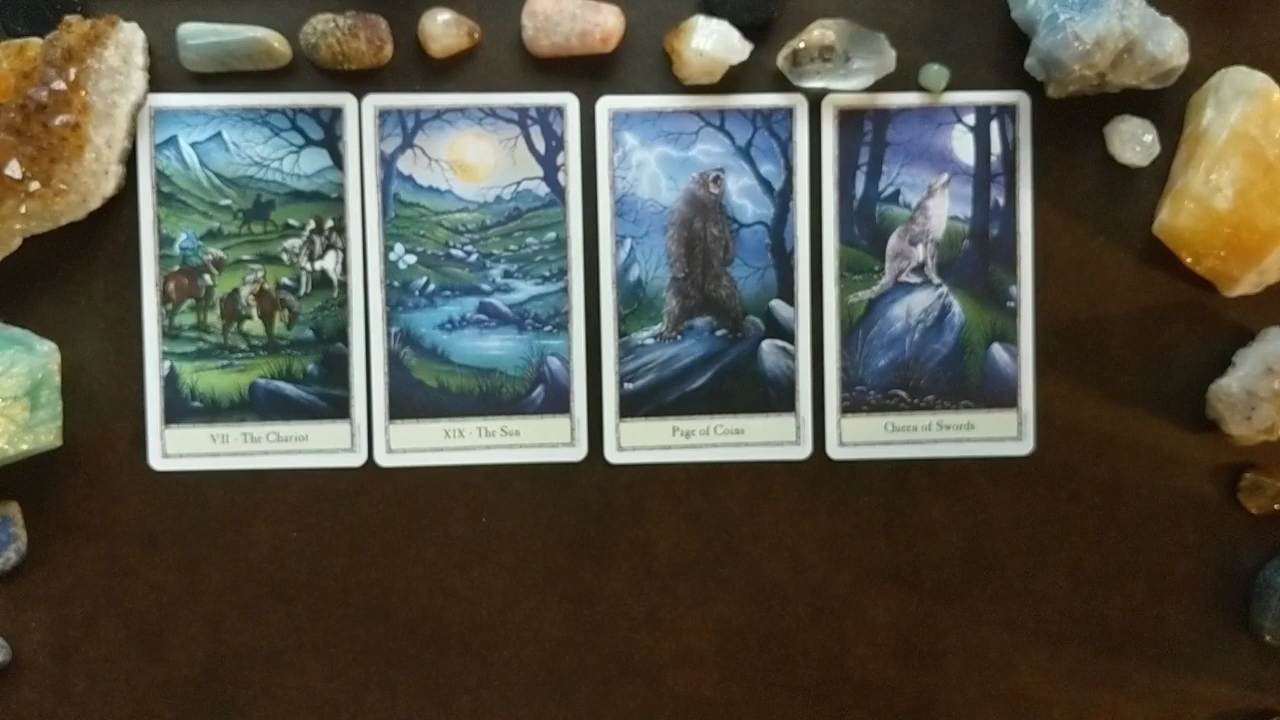 VII · The Chariot
XIX · The Sun
Page of Coins
Queen of Swords